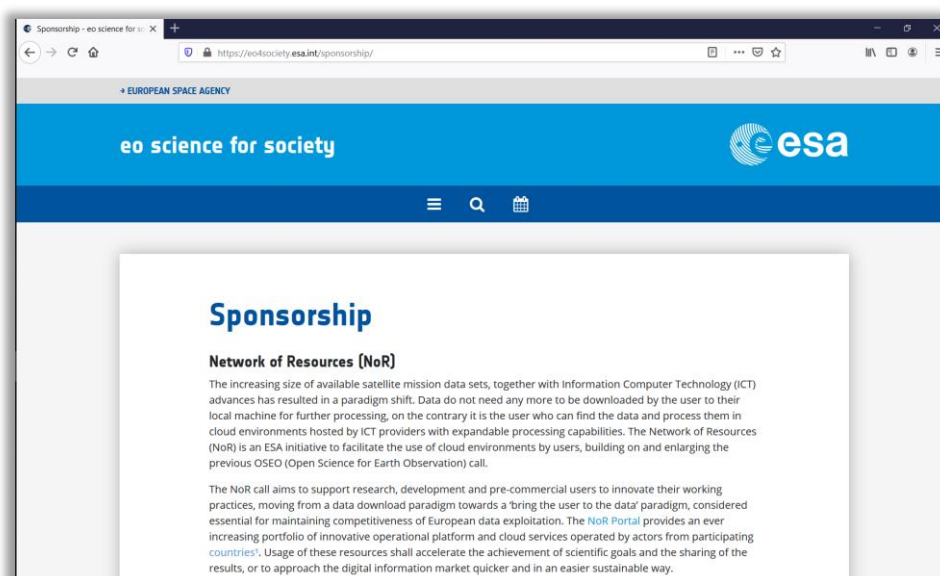 Sponsorship - eo science for so
https://eo4society.esa.int/sponsorship/
→ EUROPEAN SPACE AGENCY
eo science for society
esa
Sponsorship
Network of Resources (NoR)
The increasing size of available satellite mission data sets, together with Information Computer Technology (ICT)
advances has resulted in a paradigm shift. Data do not need any more to be downloaded by the user to their
local machine for further processing, on the contrary it is the user who can find the data and process them in
cloud environments hosted by ICT providers with expandable processing capabilities. The Network of Resources
(NoR) is an ESA initiative to facilitate the use of cloud environments by users, building on and enlarging the
previous OSEO (Open Science for Earth Observation) call.
The NoR call aims to support research, development and pre-commercial users to innovate their working
practices, moving from a data download paradigm towards a 'bring the user to the data' paradigm, considered
essential for maintaining competitiveness of European data exploitation. The NoR Portal provides an ever
increasing portfolio of innovative operational platform and cloud services operated by actors from participating
countries¹. Usage of these resources shall accelerate the achievement of scientific goals and the sharing of the
results, or to approach the digital information market quicker and in an easier sustainable way.